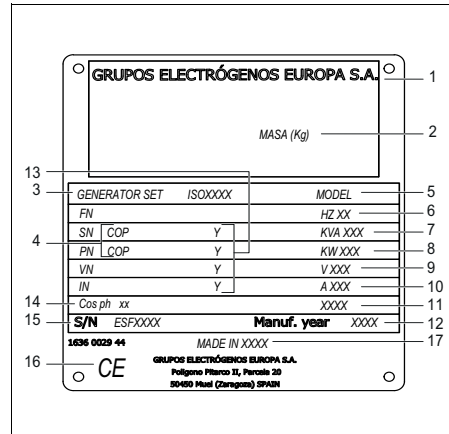 GRUPOS ELECTRÓGENOS EUROPA S.A.
1
MASA (Kg)
2
13
3
GENERATOR SET ISOXXXX MODEL
5
FN HZ XX
6
4
SN COP Y KVA XXX
7
PN COP Y KW XXX
8
VN Y V XXX
9
IN Y A XXX
10
14
Cos ph xx XXXX
11
15
S/N ESFXXXX Manuf. year XXXX
12
1636 0029 44 MADE IN XXXX
17
16
CE
GRUPOS ELECTRÓGENOS EUROPA S.A.
Polígono Pitarco II, Parcela 20
50450 Muel (Zaragoza) SPAIN